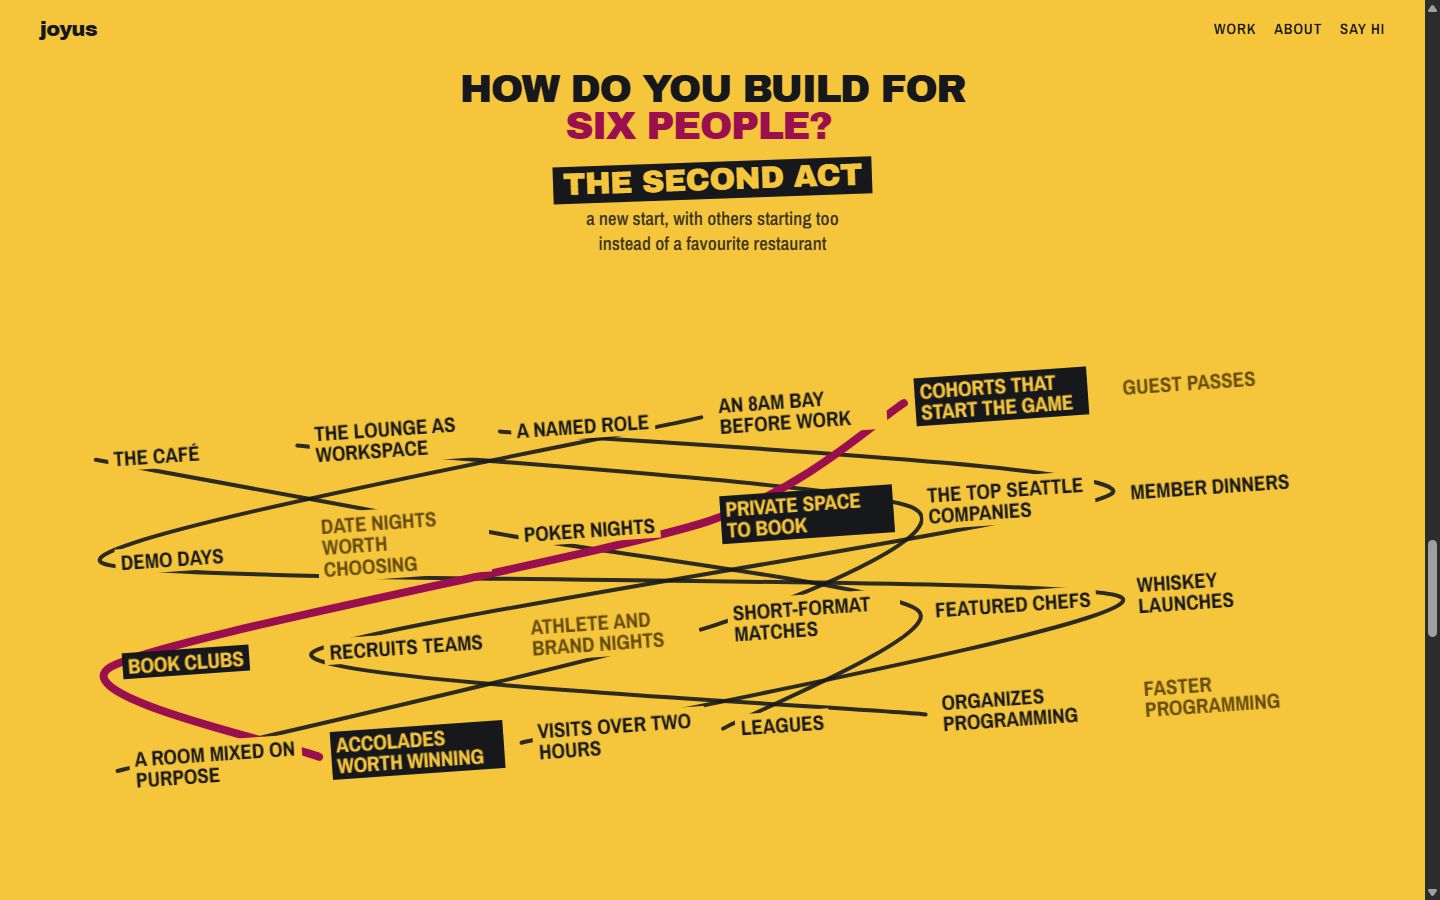 joyus
WORK ABOUT SAY HI
HOW DO YOU BUILD FOR
SIX PEOPLE?
THE SECOND ACT
a new start, with others starting too
instead of a favourite restaurant
THE CAFÉ
THE LOUNGE AS
WORKSPACE
A NAMED ROLE
AN 8AM BAY
BEFORE WORK
COHORTS THAT
START THE GAME
GUEST PASSES
DEMO DAYS
DATE NIGHTS
WORTH
CHOOSING
POKER NIGHTS
PRIVATE SPACE
TO BOOK
THE TOP SEATTLE
COMPANIES
MEMBER DINNERS
BOOK CLUBS
RECRUITS TEAMS
ATHLETE AND
BRAND NIGHTS
SHORT-FORMAT
MATCHES
FEATURED CHEFS
WHISKEY
LAUNCHES
A ROOM MIXED ON
PURPOSE
ACCOLADES
WORTH WINNING
VISITS OVER TWO
HOURS
LEAGUES
ORGANIZES
PROGRAMMING
FASTER
PROGRAMMING